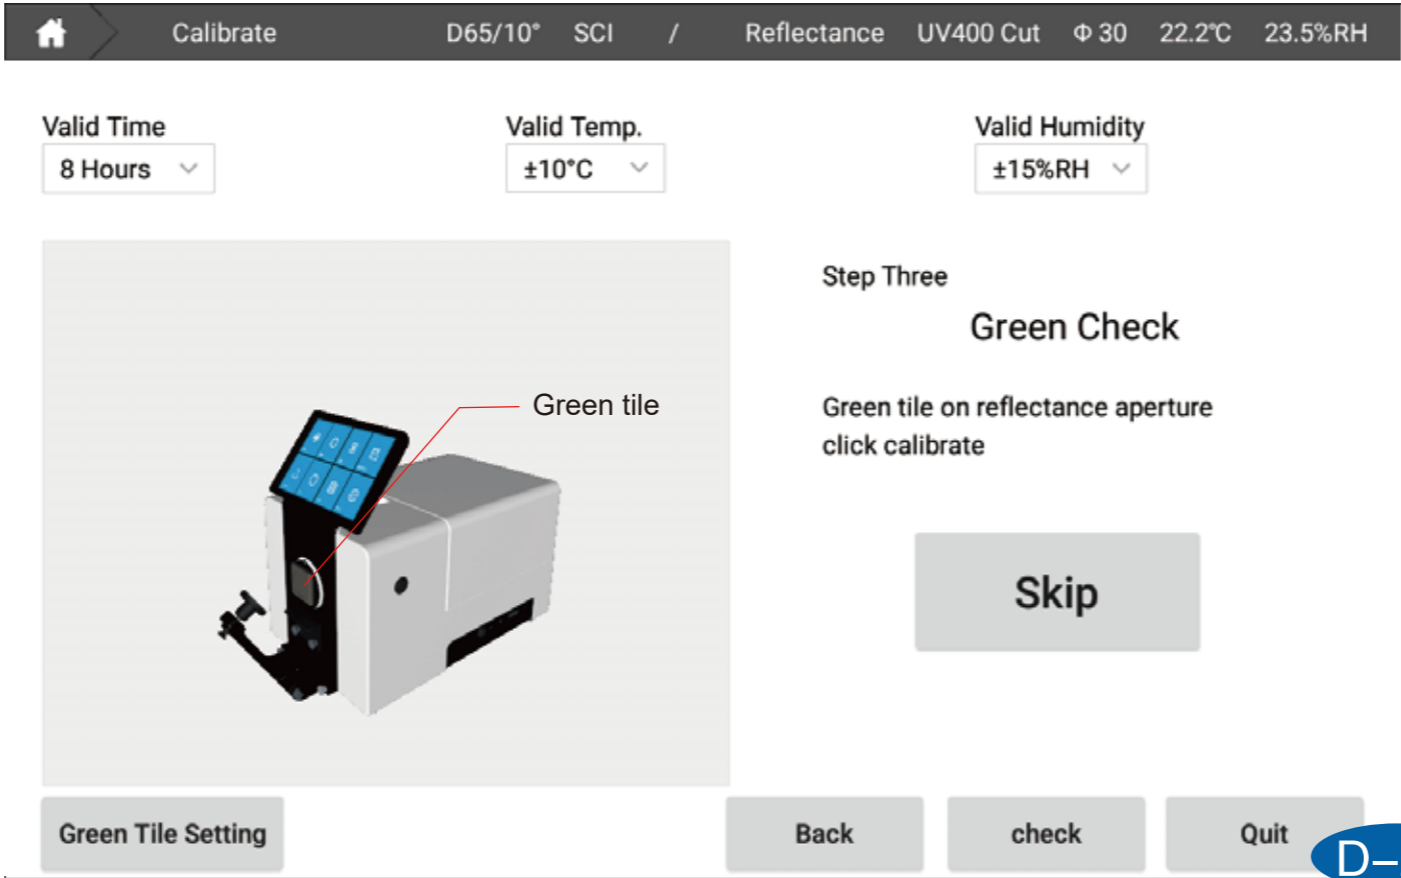 Calibrate D65/10° SCI / Reflectance UV400 Cut Φ 30 22.2℃ 23.5%RH
Valid Time Valid Temp. Valid Humidity
8 Hours ±10°C ±15%RH
Step Three
Green Check
Green tile
Green tile on reflectance aperture
click calibrate
Skip
Green Tile Setting Back check Quit
D–